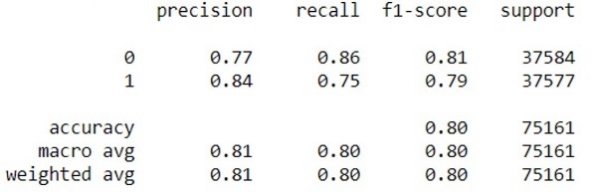 precision recall f1-score support
0 0.77 0.86 0.81 37584
1 0.84 0.75 0.79 37577
accuracy 0.80 75161
macro avg 0.81 0.80 0.80 75161
weighted avg 0.81 0.80 0.80 75161